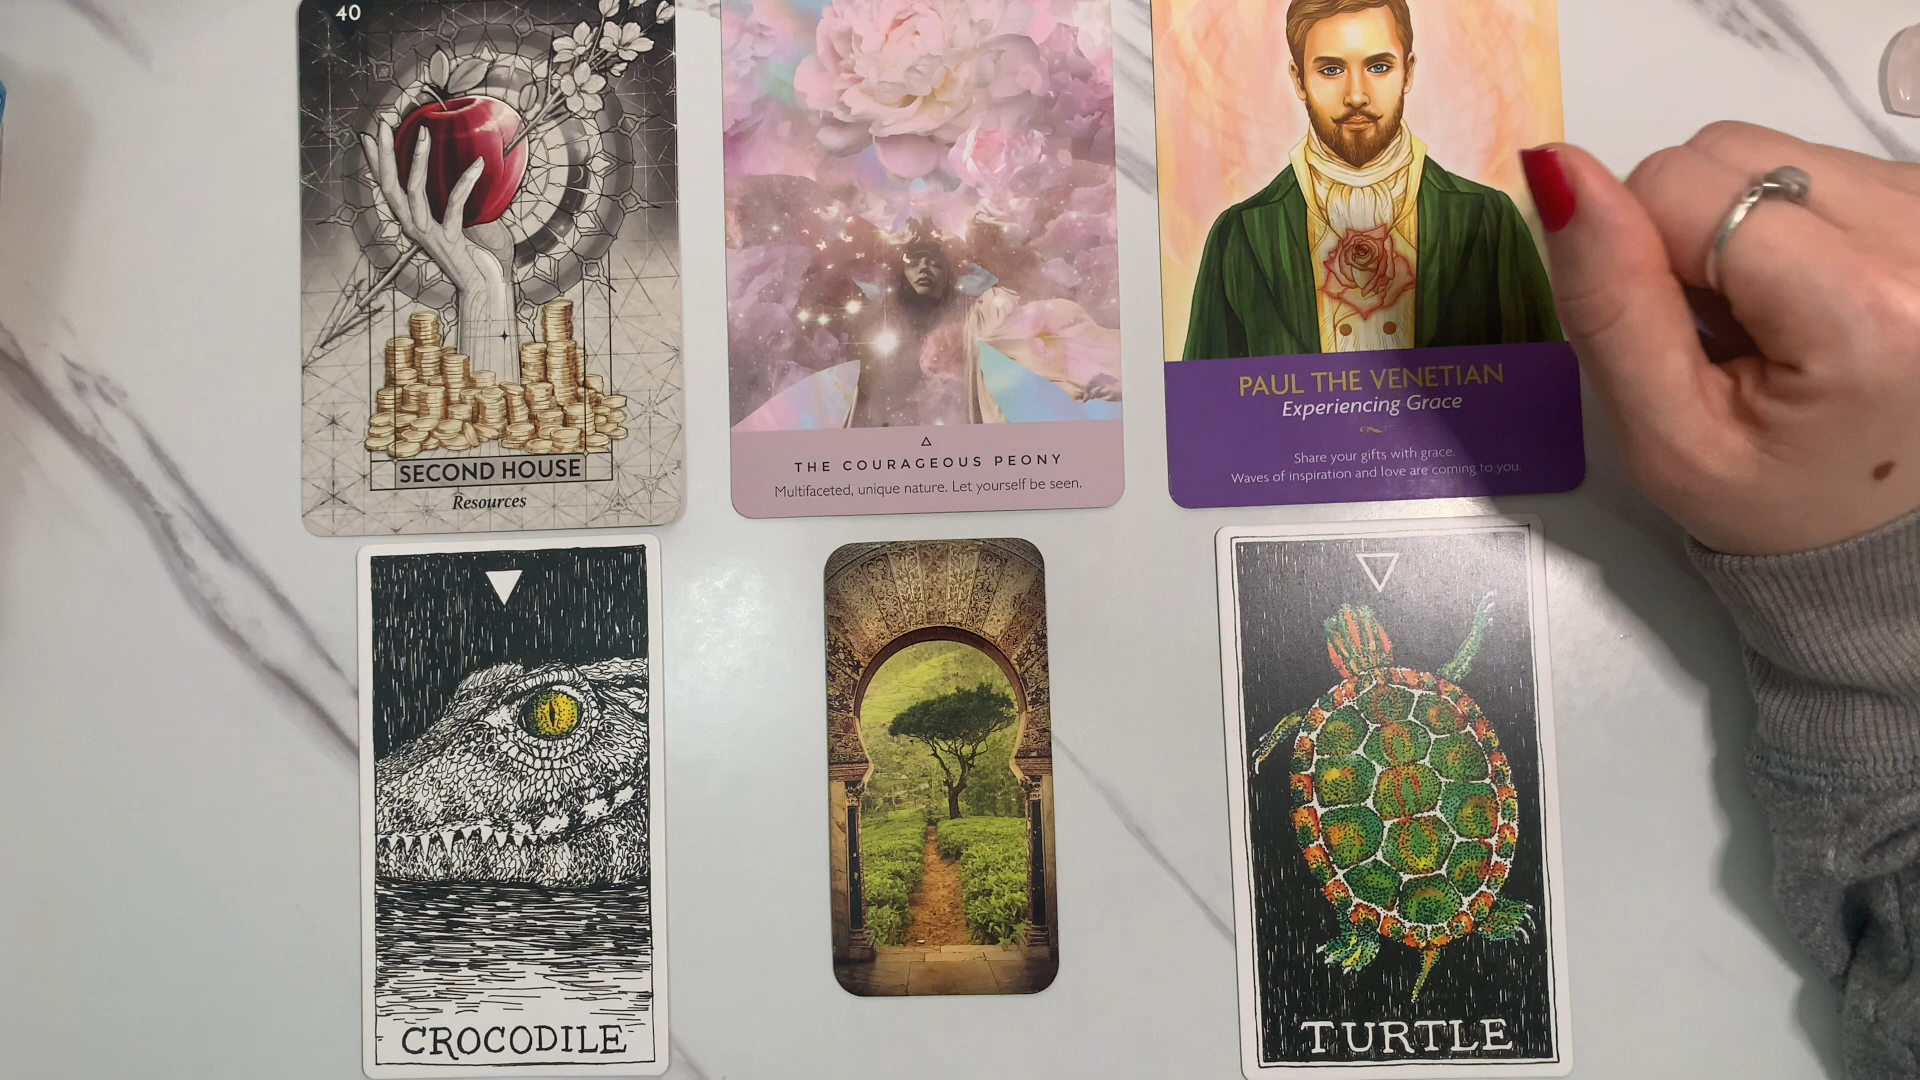 40
SECOND HOUSE
Resources
THE COURAGEOUS PEONY
Multifaceted, unique nature. Let yourself be seen.
PAUL THE VENETIAN
Experiencing Grace
Share your gifts with grace.
Waves of inspiration and love are coming to you.
CROCODILE
TURTLE